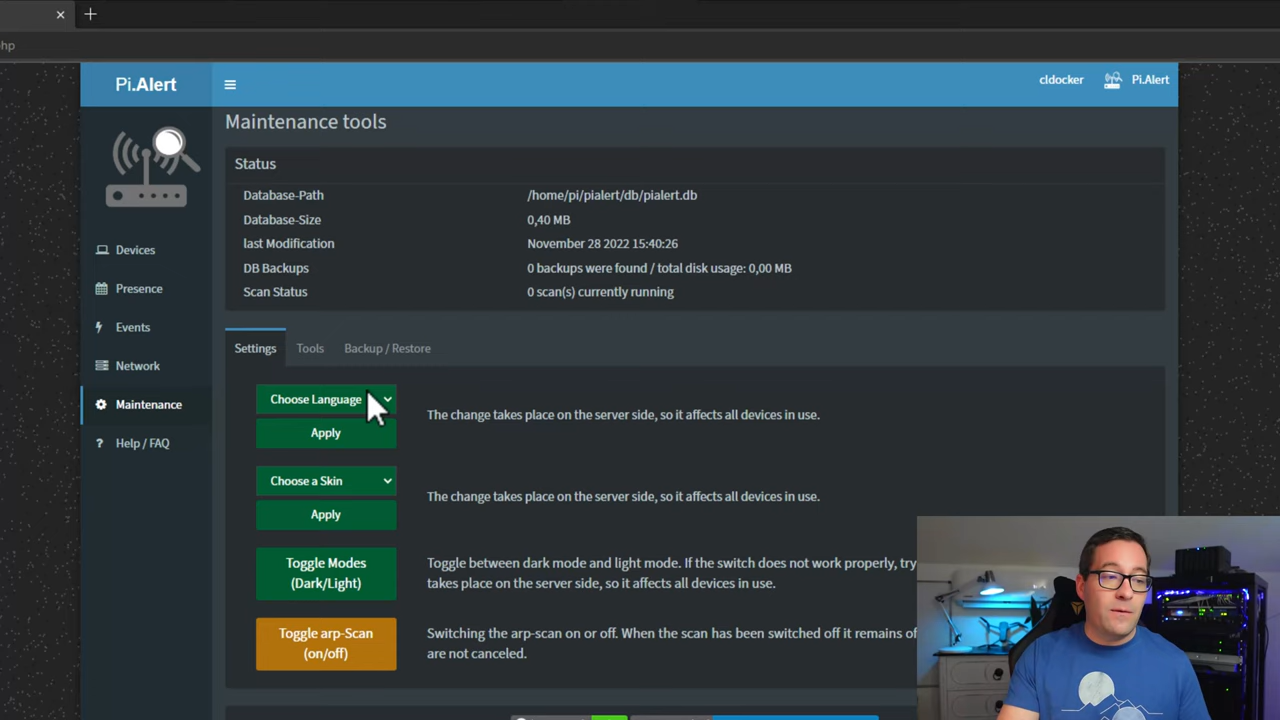 hp
Pi.Alert
cldocker
Pi.Alert
Maintenance tools
Status
Database-Path /home/pi/pialert/db/pialert.db
Database-Size 0,40 MB
last Modification November 28 2022 15:40:26
DB Backups 0 backups were found / total disk usage: 0,00 MB
Scan Status 0 scan(s) currently running
Devices
Presence
Events
Network
Maintenance
Help / FAQ
Settings Tools Backup / Restore
Choose Language
Apply
The change takes place on the server side, so it affects all devices in use.
Choose a Skin
Apply
The change takes place on the server side, so it affects all devices in use.
Toggle Modes
(Dark/Light)
Toggle between dark mode and light mode. If the switch does not work properly, try
takes place on the server side, so it affects all devices in use.
Toggle arp-Scan
(on/off)
Switching the arp-scan on or off. When the scan has been switched off it remains of
are not canceled.